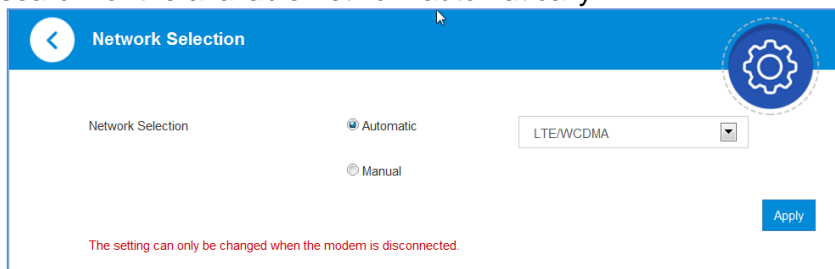 Network Selection
Network Selection Automatic LTE/WCDMA
Manual
Apply
The setting can only be changed when the modem is disconnected.